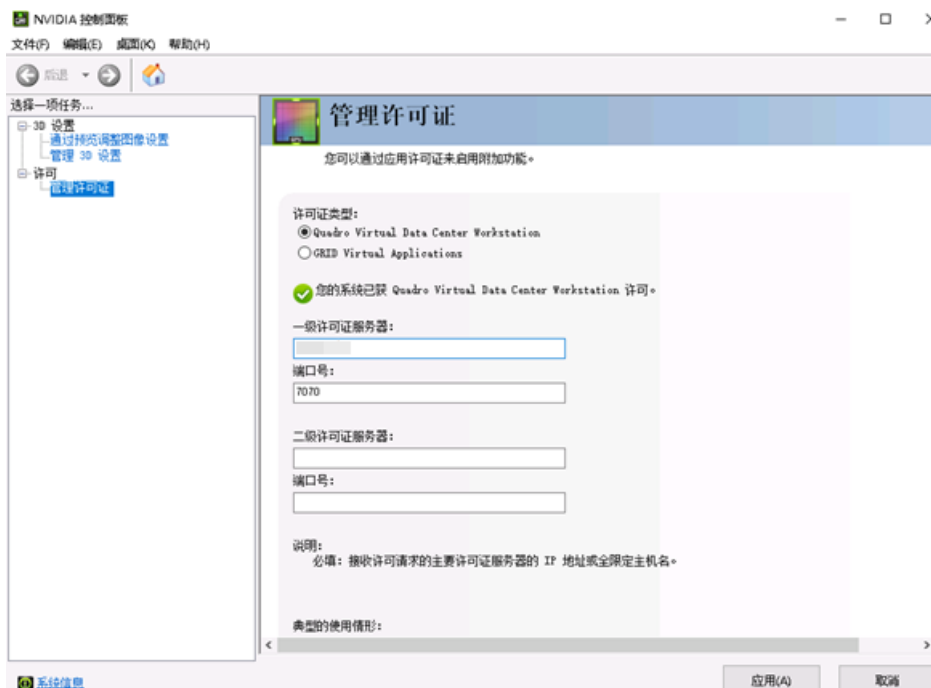 NVIDIA 控制面板
文件(F) 编辑(E) 桌面(K) 帮助(H)
后退
选择一项任务...
3D 设置
通过预览调整图像设置
管理 3D 设置
许可
管理许可证
管理许可证
您可以通过应用许可证来启用附加功能。
许可证类型:
Quadro Virtual Data Center Workstation
GRID Virtual Applications
您的系统已获 Quadro Virtual Data Center Workstation 许可。
一级许可证服务器:
端口号:
7070
二级许可证服务器:
端口号:
说明:
必填: 接收许可请求的主要许可证服务器的 IP 地址或全限定主机名。
典型的使用情形:
系统信息
应用(A) 取消